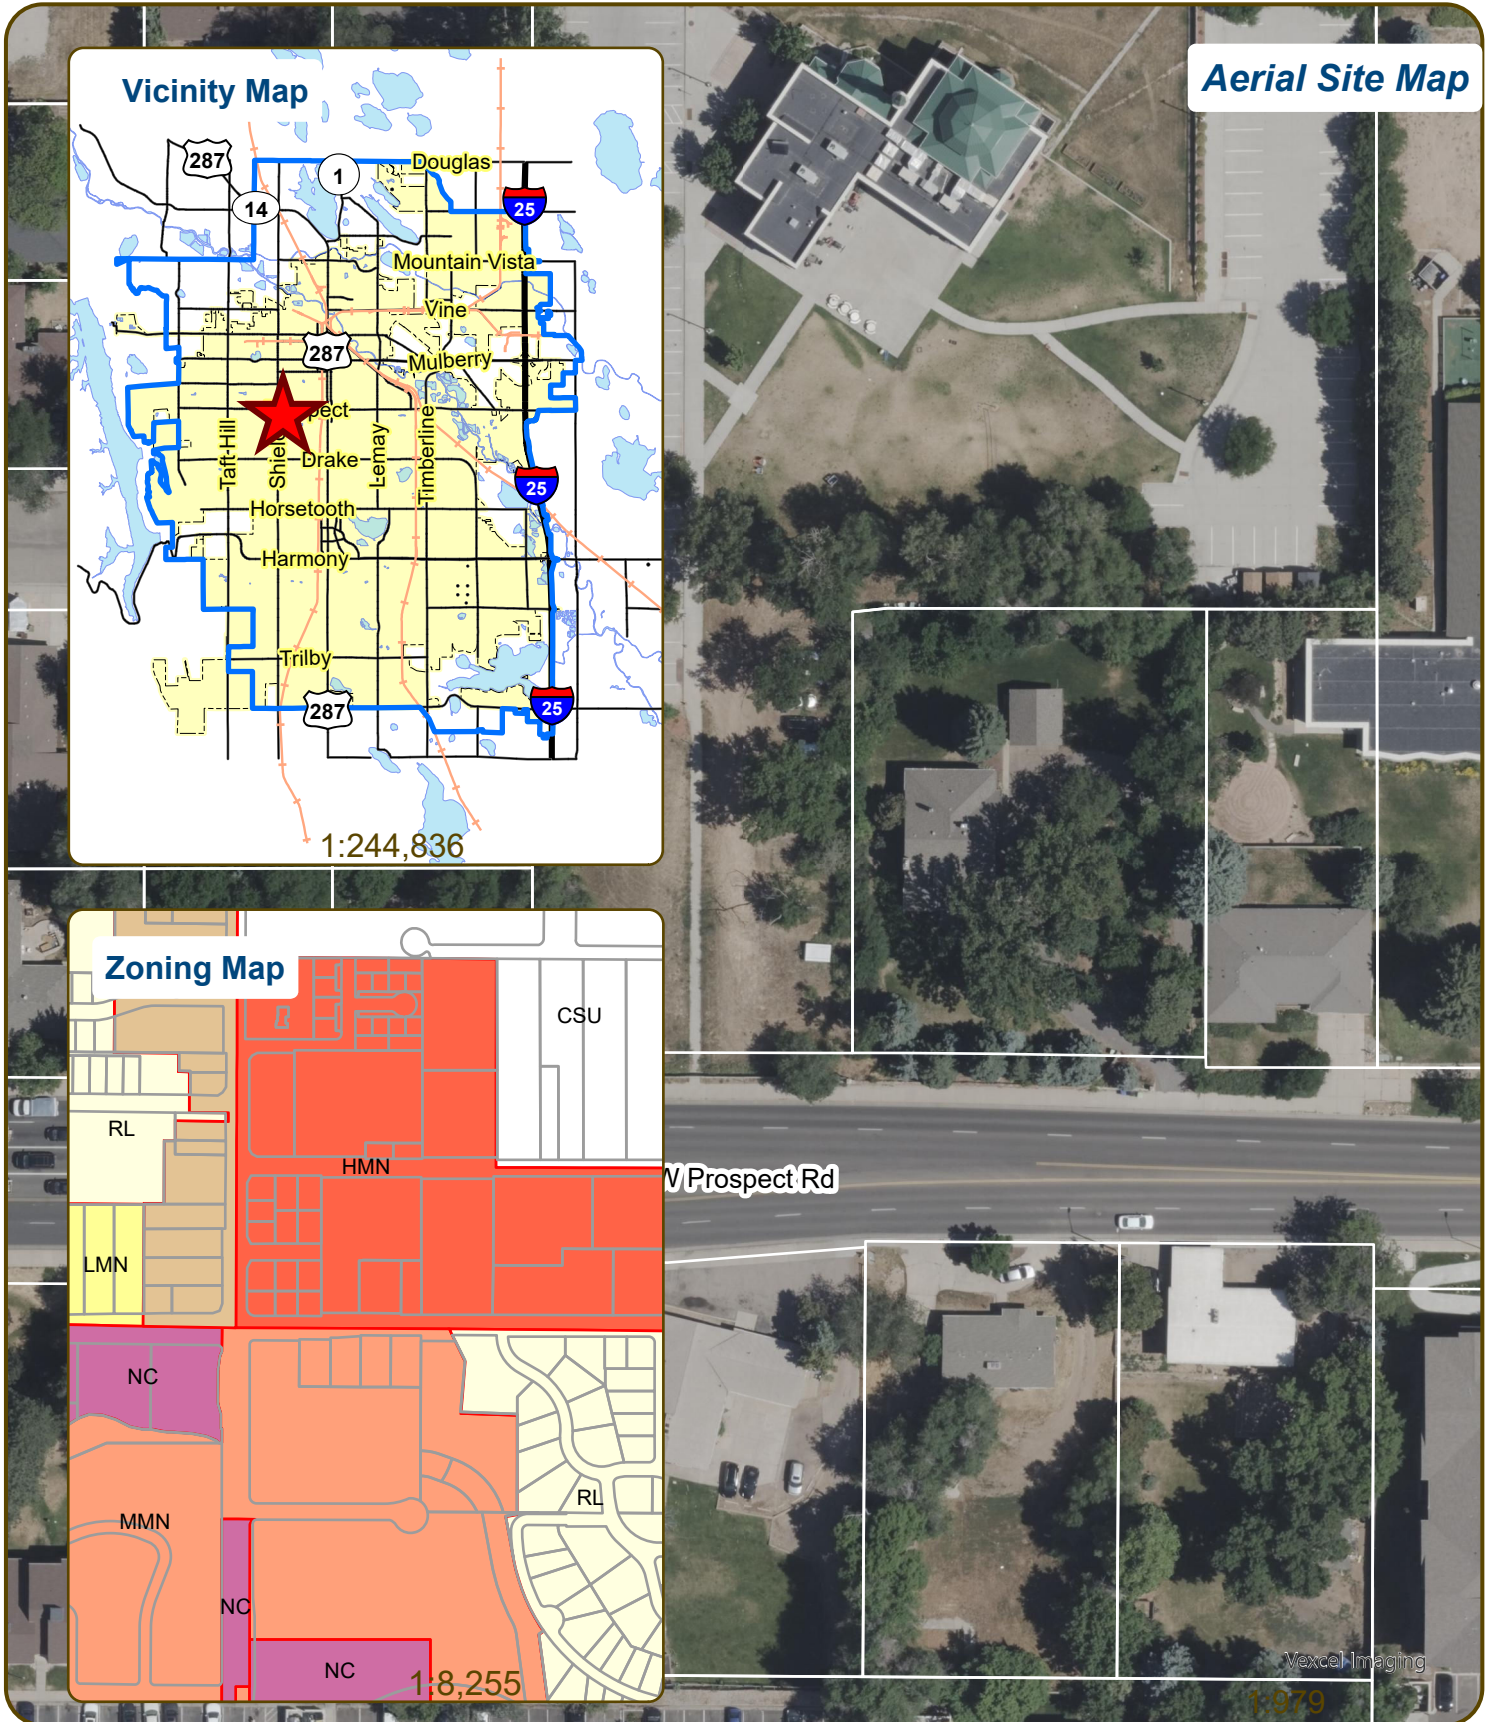 Vicinity Map
Aerial Site Map
287
1
Douglas
14
25
Mountain-Vista
Vine
287
Mulberry
pect
Taft-Hill
Shiel
Drake
Lemay
Timberline
25
Horsetooth
Harmony
Trilby
287
25
1:244,836
Zoning Map
CSU
RL
HMN
W Prospect Rd
LMN
NC
RL
MMN
NC
NC
1:8,255
Vexcel Imaging
1:979